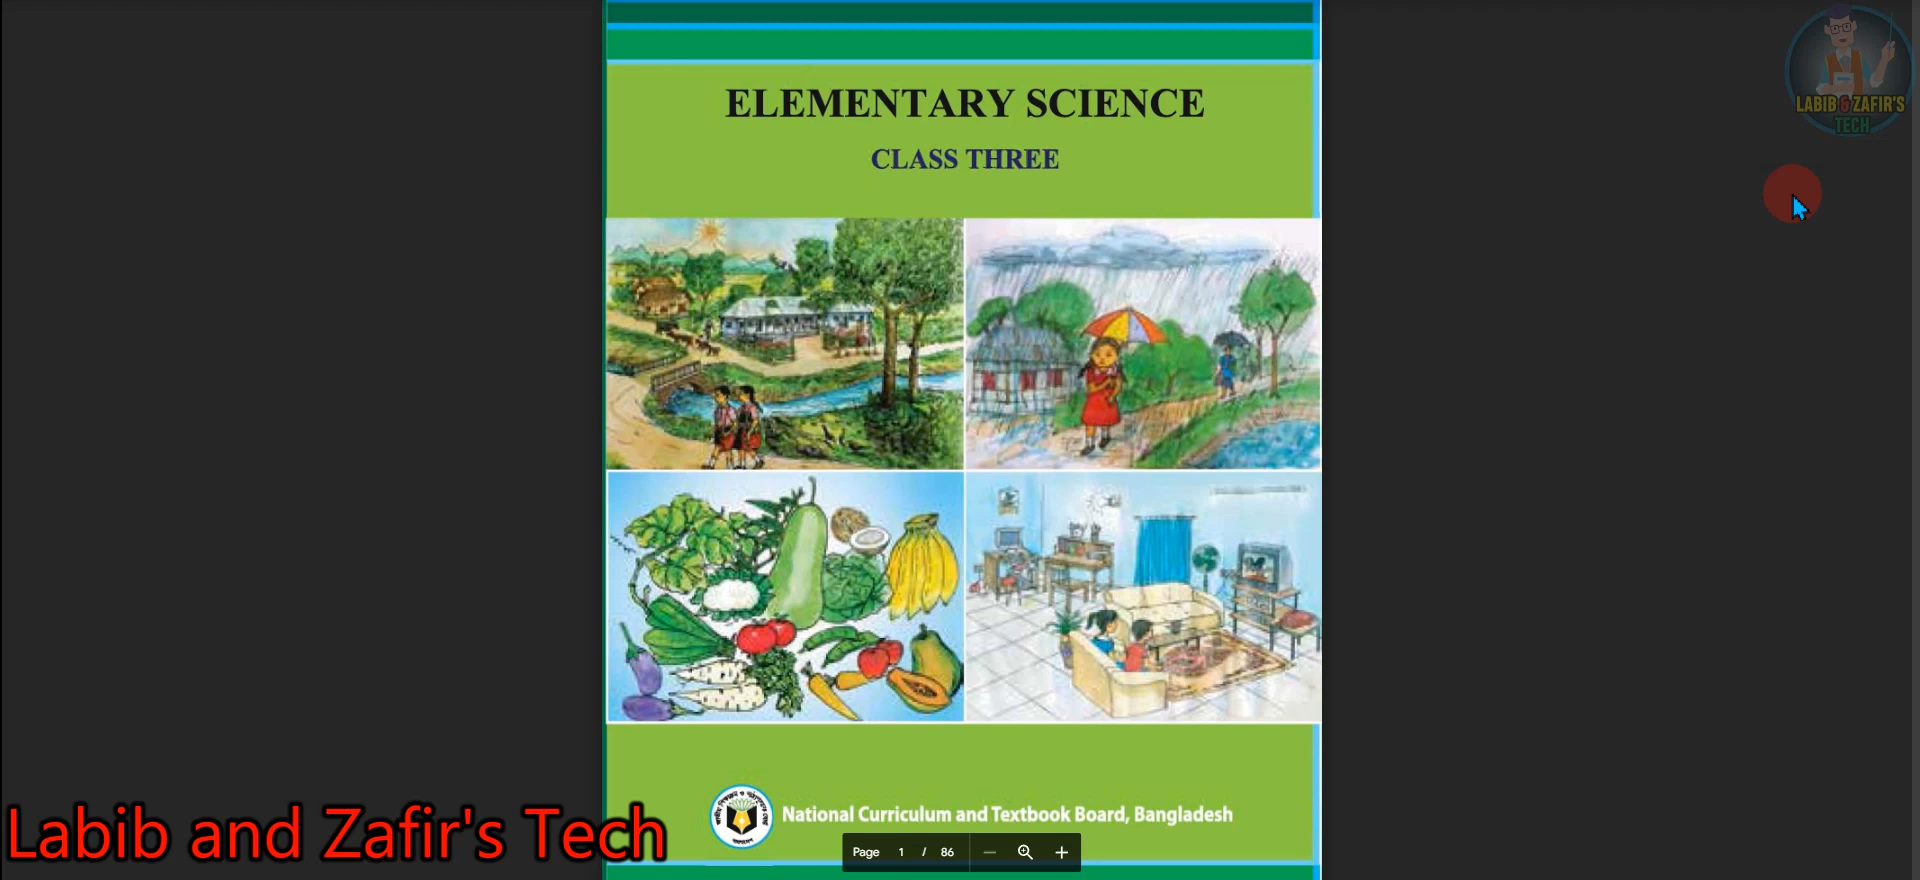 ELEMENTARY SCIENCE
CLASS THREE
LABIB & ZAFIR'S
TECH
National Curriculum and Textbook Board, Bangladesh
Labib and Zafir's Tech
Page 1 / 86